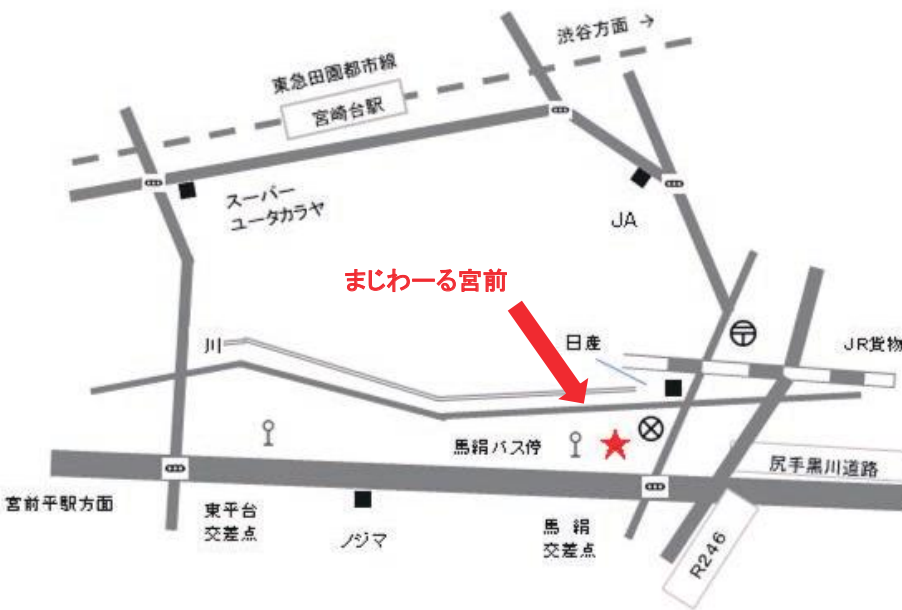 渋谷方面 →
東急田園都市線
宮崎台駅
スーパー
ユータカラヤ
JA
まじわーる宮前
川
日産
JR貨物
馬絹バス停
尻手黒川道路
宮前平駅方面
東平台
交差点
ノジマ
馬 絹
交差点
R246